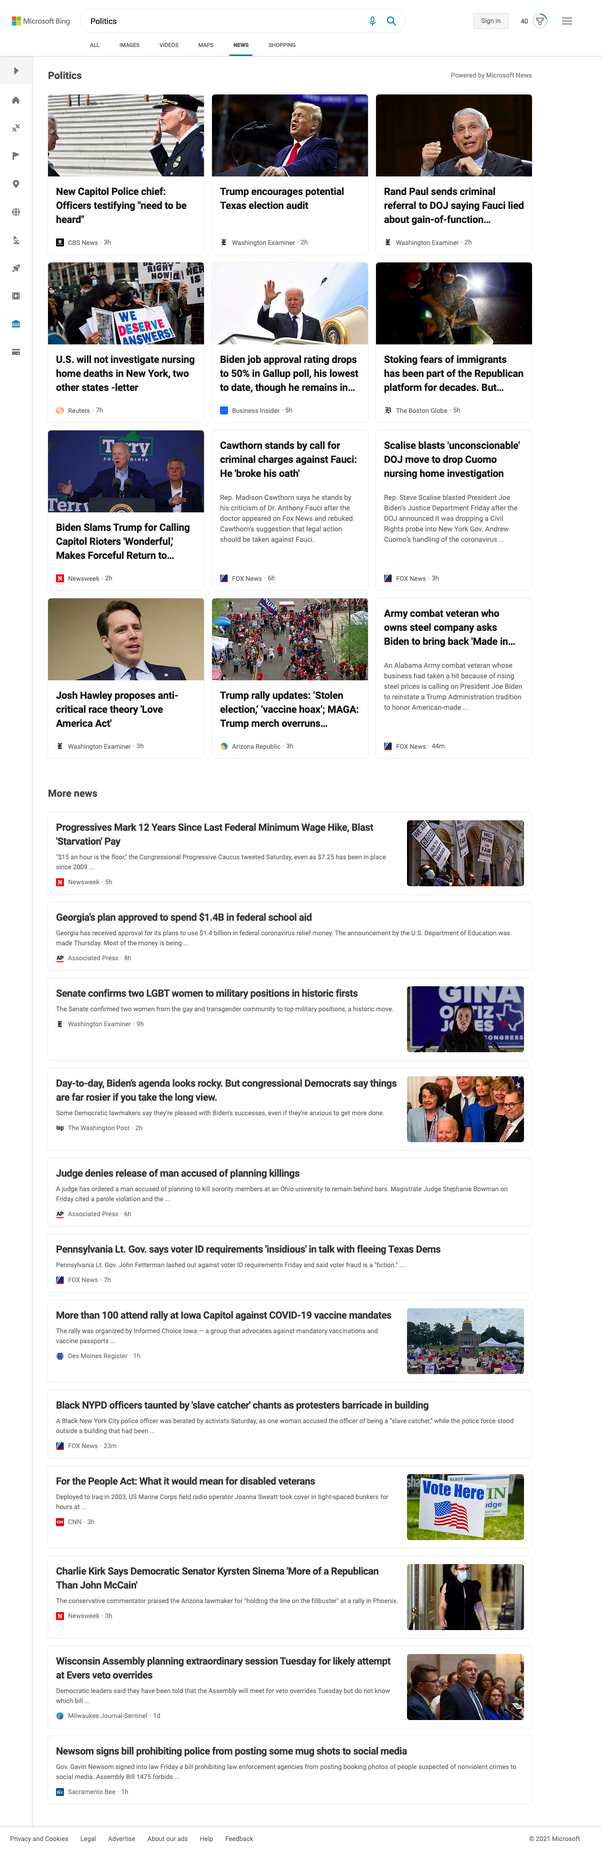 Microsoft Bing
Politics
Sign in
40
ALL IMAGES VIDEOS MAPS NEWS SHOPPING
Politics
Powered by Microsoft News
New Capitol Police chief:
Officers testifying "need to be
heard"
CBS News · 3h
Trump encourages potential
Texas election audit
Washington Examiner · 2h
Rand Paul sends criminal
referral to DOJ saying Fauci lied
about gain-of-function...
Washington Examiner · 2h
RIGHT
NOW!
HERE
IS
WE
DESERVE
ANSWERS!
U.S. will not investigate nursing
home deaths in New York, two
other states -letter
Reuters · 7h
Biden job approval rating drops
to 50% in Gallup poll, his lowest
to date, though he remains in...
Business Insider · 5h
Stoking fears of immigrants
has been part of the Republican
platform for decades. But...
The Boston Globe · 5h
Terry
Terry
Biden Slams Trump for Calling
Capitol Rioters 'Wonderful,'
Makes Forceful Return to...
Newsweek · 2h
Cawthorn stands by call for
criminal charges against Fauci:
He 'broke his oath'
Rep. Madison Cawthorn says he stands by
his criticism of Dr. Anthony Fauci after the
doctor appeared on Fox News and rebuked
Cawthorn's suggestion that legal action
should be taken against Fauci.
FOX News · 6h
Scalise blasts 'unconscionable'
DOJ move to drop Cuomo
nursing home investigation
Rep. Steve Scalise blasted President Joe
Biden's Justice Department Friday after the
DOJ announced it was dropping a Civil
Rights probe into New York Gov. Andrew
Cuomo's handling of the coronavirus ...
FOX News · 3h
Josh Hawley proposes anti-
critical race theory 'Love
America Act'
Washington Examiner · 3h
Trump rally updates: 'Stolen
election,' 'vaccine hoax'; MAGA:
Trump merch overruns...
Arizona Republic · 3h
Army combat veteran who
owns steel company asks
Biden to bring back 'Made in...
An Alabama Army combat veteran whose
business had taken a hit because of rising
steel prices is calling on President Joe Biden
to reinstate a Trump Administration tradition
to honor American-made ...
FOX News · 44m
More news
Progressives Mark 12 Years Since Last Federal Minimum Wage Hike, Blast
'Starvation' Pay
"$15 an hour is the floor," the Congressional Progressive Caucus tweeted Saturday, even as $7.25 has been in place
since 2009 ...
Newsweek · 5h
Georgia's plan approved to spend $1.4B in federal school aid
Georgia has received approval for its plans to use $1.4 billion in federal coronavirus relief money. The announcement by the U.S. Department of Education was
made Thursday. Most of the money is being ...
AP Associated Press · 8h
Senate confirms two LGBT women to military positions in historic firsts
The Senate confirmed two women from the gay and transgender community to top military positions, a historic move.
Washington Examiner · 9h
GINA
ORTIZ
JONES
CONGRESS
Day-to-day, Biden's agenda looks rocky. But congressional Democrats say things
are far rosier if you take the long view.
Some Democratic lawmakers say they're pleased with Biden's successes, even if they're anxious to get more done.
The Washington Post · 2h
Judge denies release of man accused of planning killings
A judge has ordered a man accused of planning to kill sorority members at an Ohio university to remain behind bars. Magistrate Judge Stephanie Bowman on
Friday cited a parole violation and the ...
AP Associated Press · 6h
Pennsylvania Lt. Gov. says voter ID requirements 'insidious' in talk with fleeing Texas Dems
Pennsylvania Lt. Gov. John Fetterman lashed out against voter ID requirements Friday and said voter fraud is a "fiction." ...
FOX News · 7h
More than 100 attend rally at Iowa Capitol against COVID-19 vaccine mandates
The rally was organized by Informed Choice Iowa — a group that advocates against mandatory vaccinations and
vaccine passports ...
Des Moines Register · 1h
Black NYPD officers taunted by 'slave catcher' chants as protesters barricade in building
A Black New York City police officer was berated by activists Saturday, as one woman accused the officer of being a "slave catcher," while the police force stood
outside a building that had been ...
FOX News · 23m
For the People Act: What it would mean for disabled veterans
Deployed to Iraq in 2003, US Marine Corps field radio operator Joanna Sweatt took cover in tight-spaced bunkers for
hours at ...
CNN · 3h
Vote Here
Charlie Kirk Says Democratic Senator Kyrsten Sinema 'More of a Republican
Than John McCain'
The conservative commentator praised the Arizona lawmaker for "holding the line on the filibuster" at a rally in Phoenix.
Newsweek · 3h
Wisconsin Assembly planning extraordinary session Tuesday for likely attempt
at Evers veto overrides
Democratic leaders said they have been told that the Assembly will meet for veto overrides Tuesday but do not know
which bill ...
Milwaukee Journal-Sentinel · 1d
Newsom signs bill prohibiting police from posting some mug shots to social media
Gov. Gavin Newsom signed into law Friday a bill prohibiting law enforcement agencies from posting booking photos of people suspected of nonviolent crimes to
social media. Assembly Bill 1475 forbids ...
Sacramento Bee · 1h
Privacy and Cookies Legal Advertise About our ads Help Feedback
© 2021 Microsoft